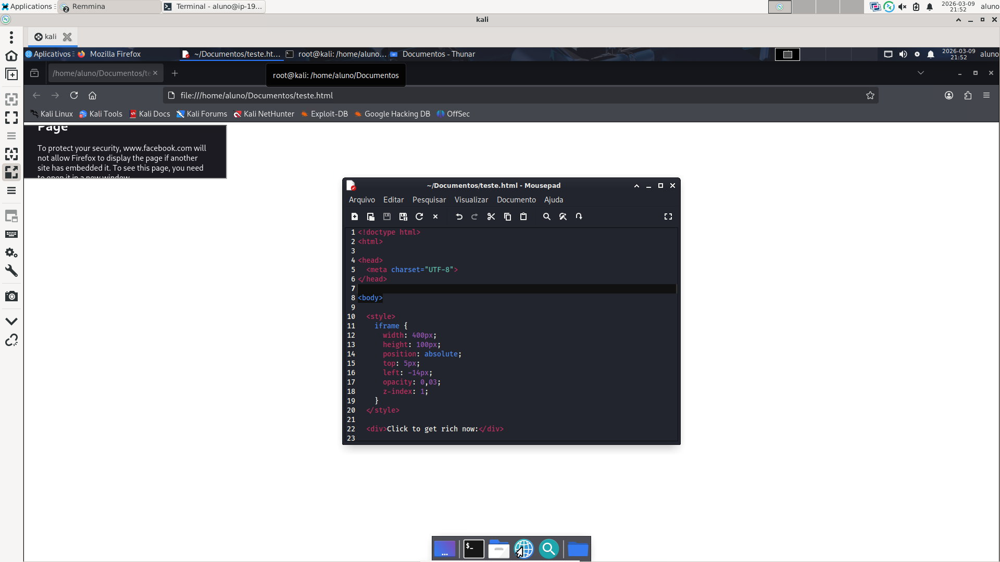 Applications
Remmina
Terminal - aluno@ip-19...
2026-03-09
21:52
aluno
kali
kali
Aplicativos
Mozilla Firefox
~/Documentos/teste.ht...
root@kali: /home/aluno...
Documentos - Thunar
2026-03-09
21:52
aluno
/home/aluno/Documentos/te
root@kali: /home/aluno/Documentos
file:///home/aluno/Documentos/teste.html
Kali Linux
Kali Tools
Kali Docs
Kali Forums
Kali NetHunter
Exploit-DB
Google Hacking DB
OffSec
Page
To protect your security, www.facebook.com will
not allow Firefox to display the page if another
site has embedded it. To see this page, you need
to open it in a new window.
~/Documentos/teste.html - Mousepad
Arquivo Editar Pesquisar Visualizar Documento Ajuda
1 <!doctype html>
2 <html>
3
4 <head>
5 <meta charset="UTF-8">
6 </head>
7
8 <body>
9
10 <style>
11 iframe {
12 width: 400px;
13 height: 100px;
14 position: absolute;
15 top: 5px;
16 left: -14px;
17 opacity: 0,03;
18 z-index: 1;
19 }
20 </style>
21
22 <div>Click to get rich now:</div>
23
$_